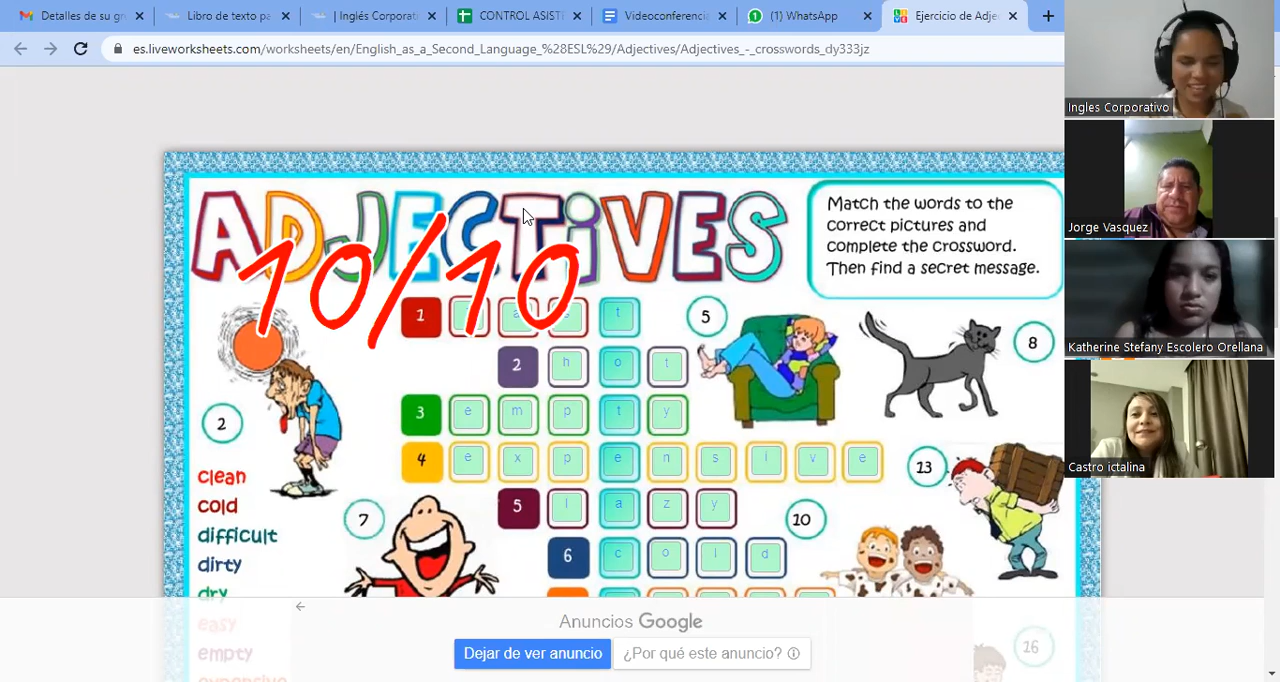 Detalles de su gr
Libro de texto pa
Inglés Corporati
CONTROL ASIST
Videoconferencia
(1) WhatsApp
Ejercicio de Adje
es.liveworksheets.com/worksheets/en/English_as_a_Second_Language_%28ESL%29/Adjectives/Adjectives_-_crosswords_dy333jz
Ingles Corporativo
Jorge Vasquez
Katherine Stefany Escolero Orellana
Castro ictalina
ADJECTiVES
10/10
Match the words to the
correct pictures and
complete the crossword.
Then find a secret message.
1 t
5
8
2 h o t
3 e m p t y
2
4 e x p e n s i v e
13
clean
cold
difficult
dirty
dry
easy
empty
expensive
7
5 l a z y
10
6 c o l d
16
Anuncios Google
Dejar de ver anuncio
¿Por qué este anuncio?